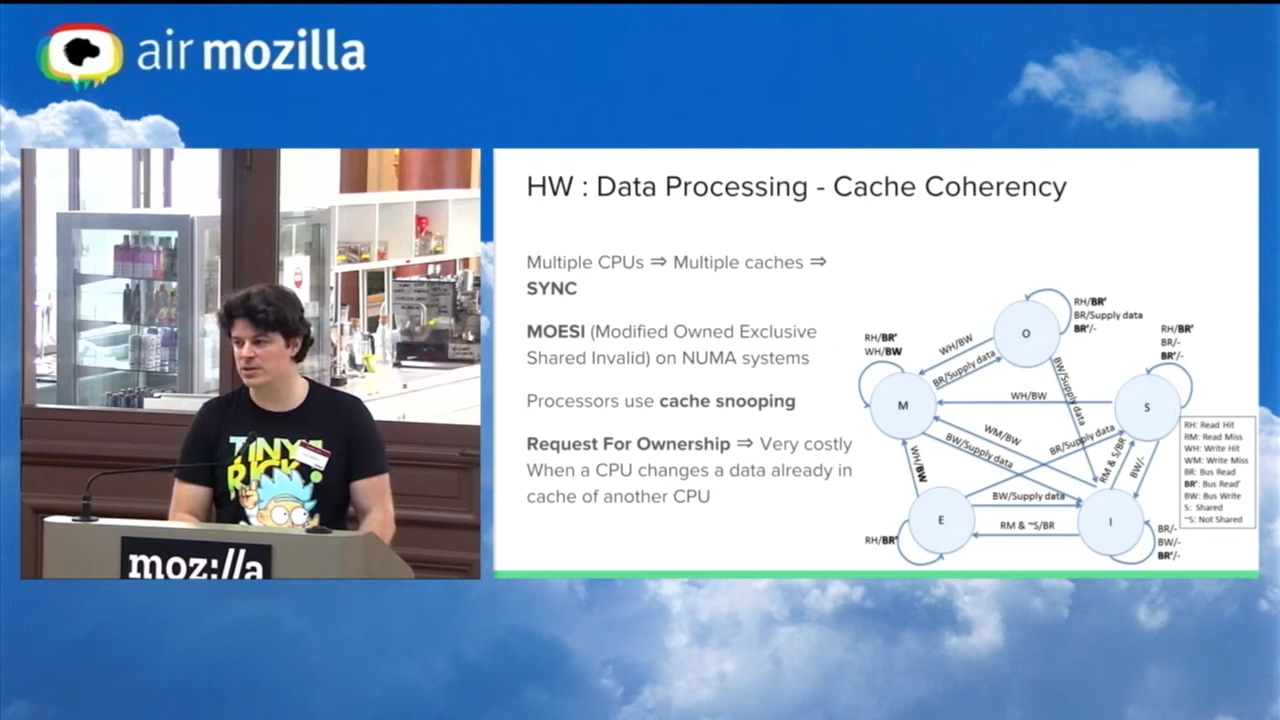 air mozilla
TINY
RICK!
moz://a
HW : Data Processing - Cache Coherency
Multiple CPUs ⇒ Multiple caches ⇒
SYNC
MOESI (Modified Owned Exclusive
Shared Invalid) on NUMA systems
Processors use cache snooping
Request For Ownership ⇒ Very costly
When a CPU changes a data already in
cache of another CPU
O
RH/BR'
BR/Supply data
BR'/-
RH/BR'
BR/-
BR'/-
RH/BR'
WH/BW
WH/BW
BR/Supply data
BW/Supply data
M
WH/BW
S
WM/BW
BW/Supply data
BR/Supply data
RM & S/BR
BW/-
WH/BW
BW/Supply data
E
RM & ~S/BR
I
RH/BR'
BR/-
BW/-
BR'/-
RH: Read Hit
RM: Read Miss
WH: Write Hit
WM: Write Miss
BR: Bus Read
BR': Bus Read'
BW: Bus Write
S: Shared
~S: Not Shared